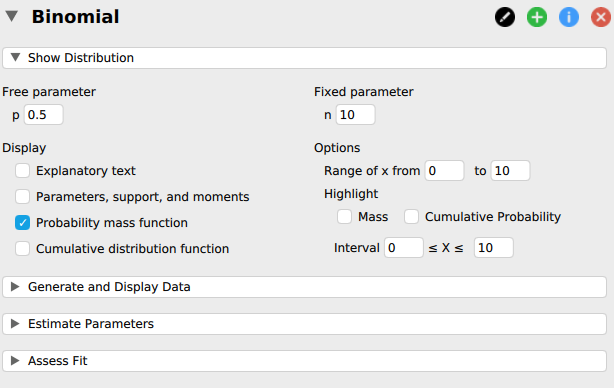 Binomial
Show Distribution
Free parameter
p 0.5
Fixed parameter
n 10
Display
Explanatory text
Parameters, support, and moments
Probability mass function
Cumulative distribution function
Options
Range of x from 0 to 10
Highlight
Mass Cumulative Probability
Interval 0 ≤ X ≤ 10
Generate and Display Data
Estimate Parameters
Assess Fit